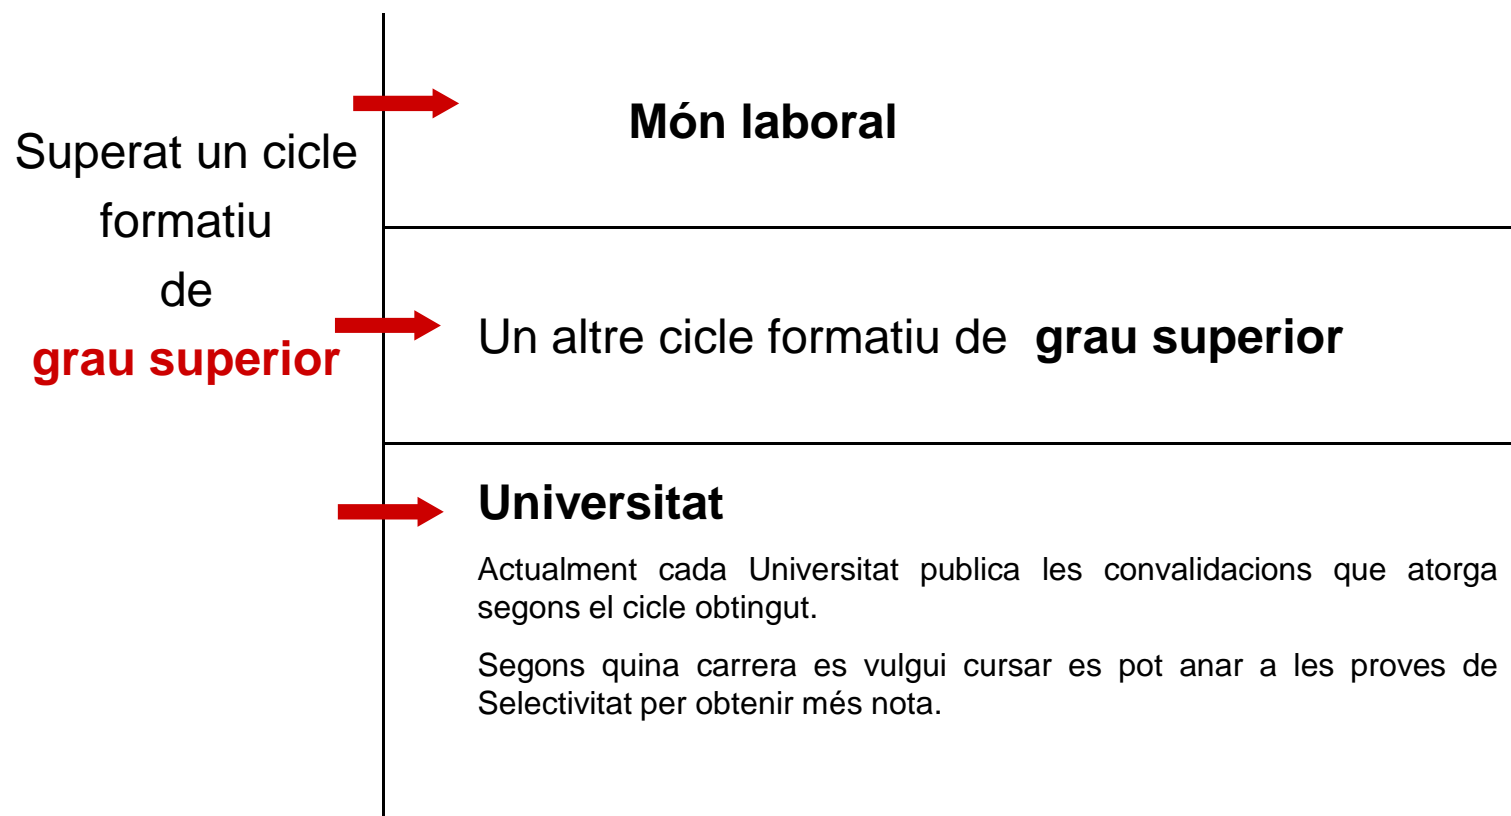 Superat un cicle
formatiu
de
grau superior
Món laboral
Un altre cicle formatiu de grau superior
Universitat
Actualment cada Universitat publica les convalidacions que atorga
segons el cicle obtingut.
Segons quina carrera es vulgui cursar es pot anar a les proves de
Selectivitat per obtenir més nota.